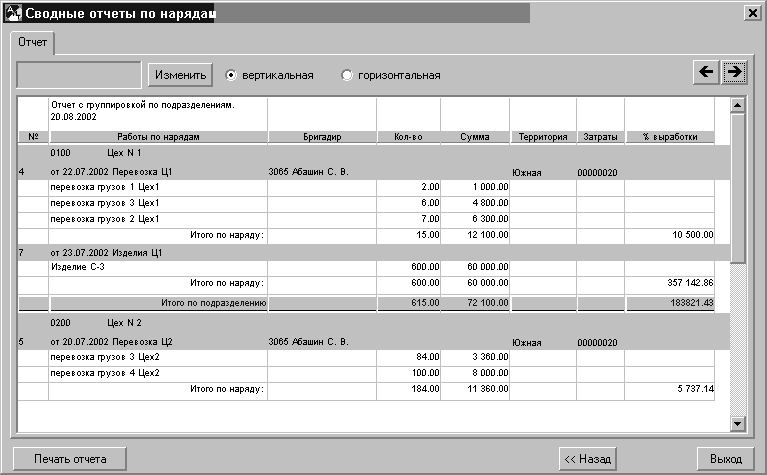 Сводные отчеты по нарядам
Отчет
Изменить вертикальная горизонтальная
Отчет с группировкой по подразделениям.
20.08.2002
№ Работы по нарядам Бригадир Кол-во Сумма Территория Затраты % выработки
0100 Цех N 1
4 от 22.07.2002 Перевозка Ц1 3065 Абашин С. В. Южная 00000020
перевозка грузов 1 Цех1 2.00 1 000.00
перевозка грузов 3 Цех1 6.00 4 800.00
перевозка грузов 2 Цех1 7.00 6 300.00
Итого по наряду: 15.00 12 100.00 10 500.00
7 от 23.07.2002 Изделия Ц1
Изделие С-3 600.00 60 000.00
Итого по наряду: 600.00 60 000.00 357 142.86
Итого по подразделению 615.00 72 100.00 183821.43
0200 Цех N 2
5 от 20.07.2002 Перевозка Ц2 3065 Абашин С. В. Южная 00000020
перевозка грузов 3 Цех2 84.00 3 360.00
перевозка грузов 4 Цех2 100.00 8 000.00
Итого по наряду: 184.00 11 360.00 5 737.14
Печать отчета << Назад Выход